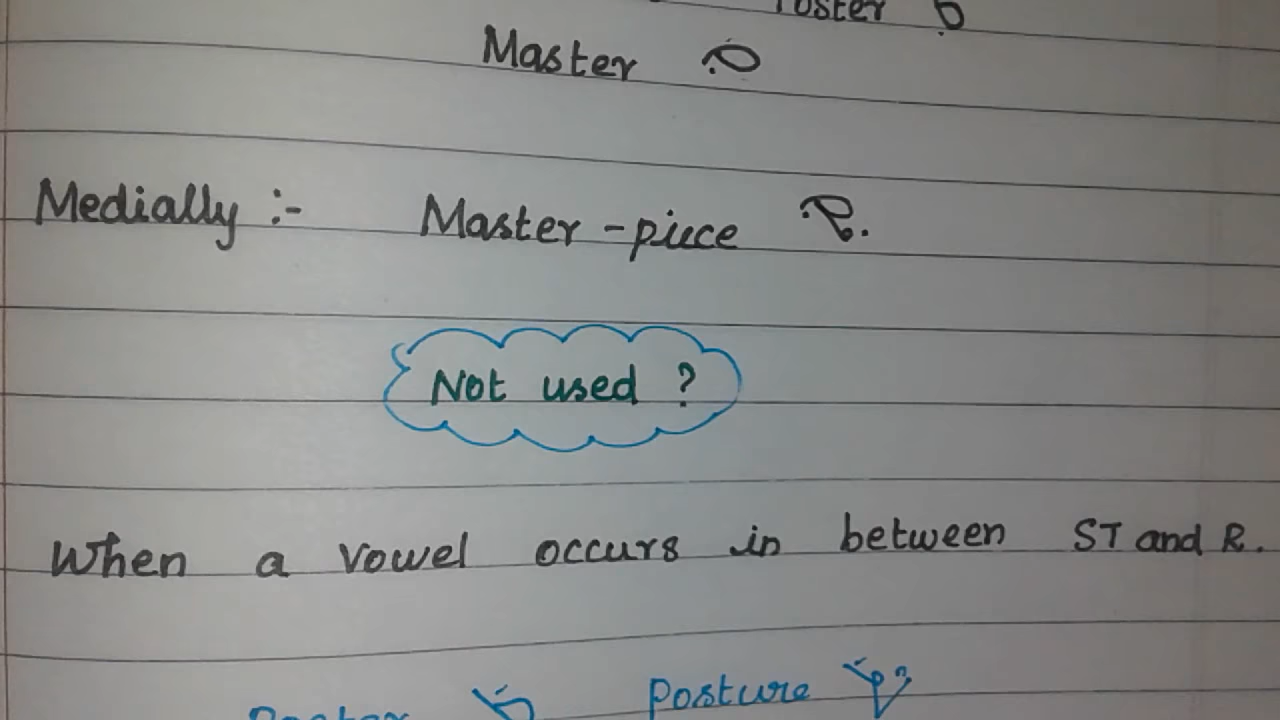 Master
Medially :- Master-piece
Not used ?
When a vowel occurs in between ST and R.
Posture